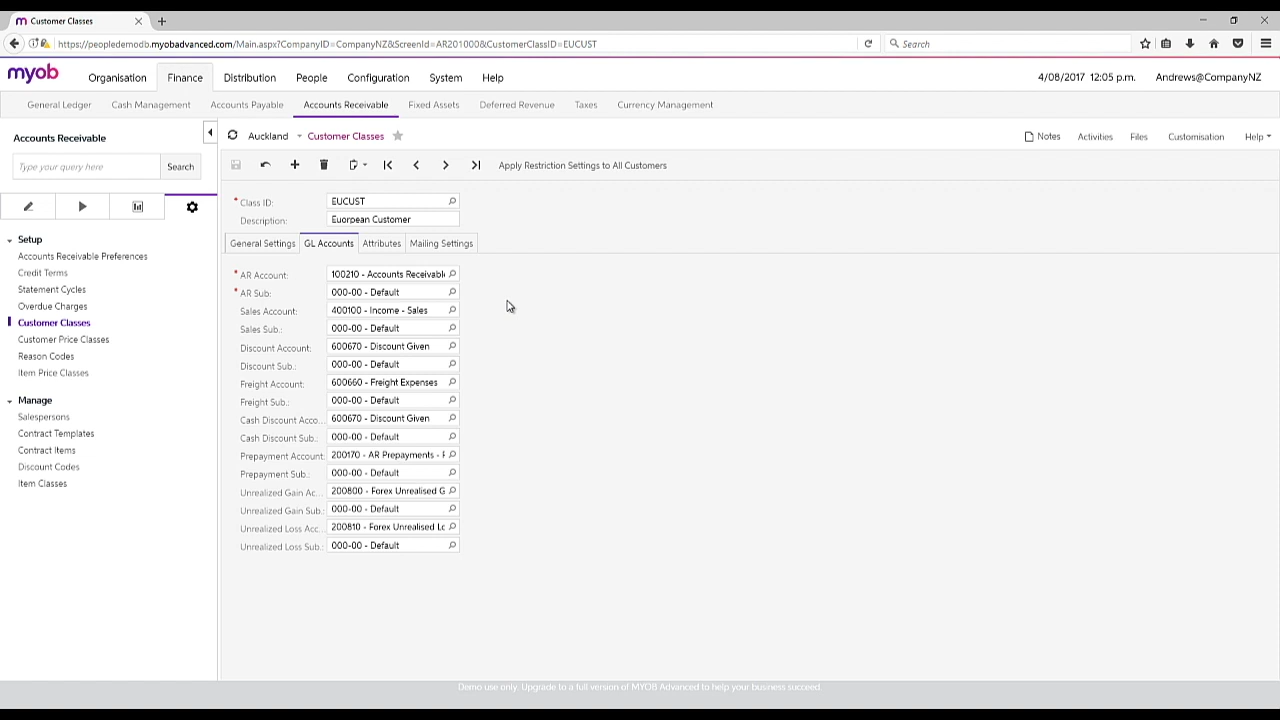 Customer Classes
https://peopledemodb.myobadvanced.com/Main.aspx?CompanyID=CompanyNZ&ScreenId=AR201000&CustomerClassID=EUCUST
Search
myob
Organisation Finance Distribution People Configuration System Help
4/08/2017 12:05 p.m. Andrews@CompanyNZ
General Ledger Cash Management Accounts Payable Accounts Receivable Fixed Assets Deferred Revenue Taxes Currency Management
Accounts Receivable
Auckland Customer Classes
Notes Activities Files Customisation Help
Type your query here Search
Apply Restriction Settings to All Customers
Setup
Accounts Receivable Preferences
Credit Terms
Statement Cycles
Overdue Charges
Customer Classes
Customer Price Classes
Reason Codes
Item Price Classes
Manage
Salespersons
Contract Templates
Contract Items
Discount Codes
Item Classes
* Class ID: EUCUST
Description: Euorpean Customer
General Settings GL Accounts Attributes Mailing Settings
* AR Account: 100210 - Accounts Receivabl
* AR Sub: 000-00 - Default
Sales Account: 400100 - Income - Sales
Sales Sub.: 000-00 - Default
Discount Account: 600670 - Discount Given
Discount Sub.: 000-00 - Default
Freight Account: 600660 - Freight Expenses
Freight Sub.: 000-00 - Default
Cash Discount Acco... 600670 - Discount Given
Cash Discount Sub.: 000-00 - Default
Prepayment Account: 200170 - AR Prepayments -
Prepayment Sub.: 000-00 - Default
Unrealized Gain Ac... 200800 - Forex Unrealised G
Unrealized Gain Sub.: 000-00 - Default
Unrealized Loss Acc... 200810 - Forex Unrealised Lo
Unrealized Loss Sub.: 000-00 - Default
Demo use only. Upgrade to a full version of MYOB Advanced to help your business succeed